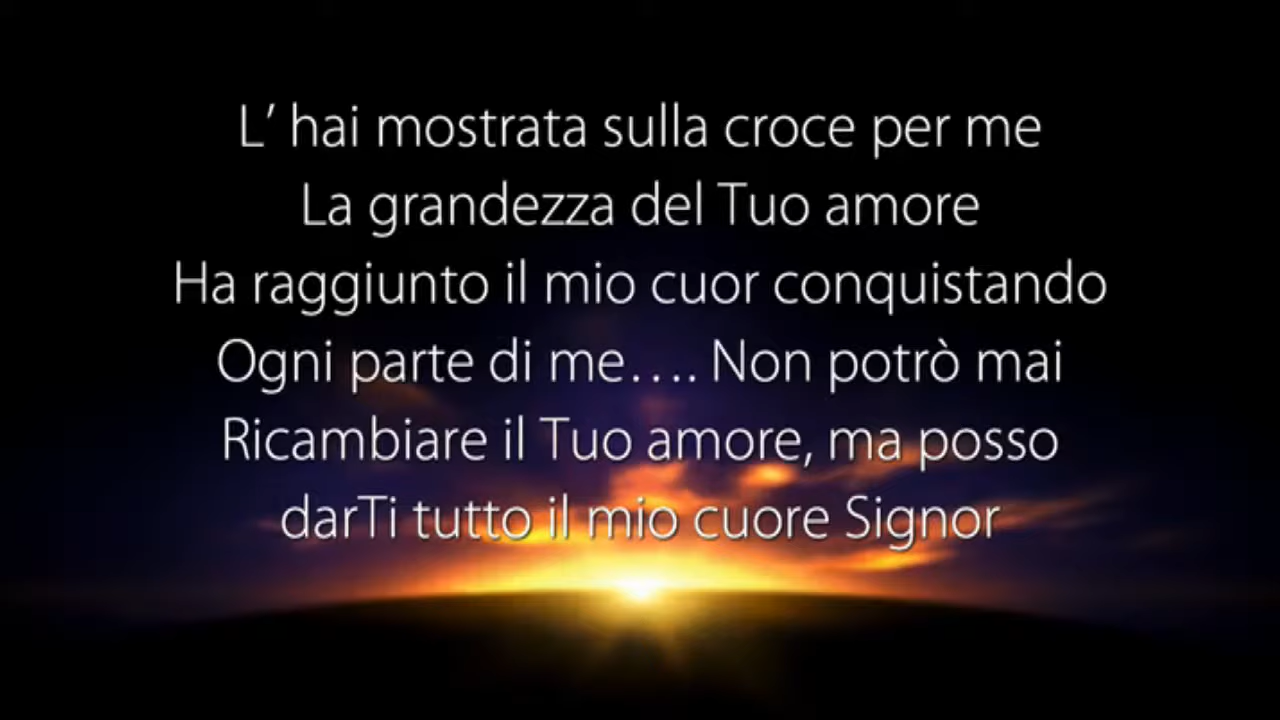 L’ hai mostrata sulla croce per me
La grandezza del Tuo amore
Ha raggiunto il mio cuor conquistando
Ogni parte di me…. Non potrò mai
Ricambiare il Tuo amore, ma posso
darTi tutto il mio cuore Signor